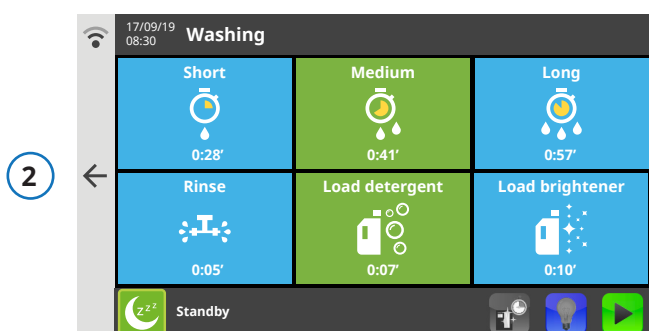 17/09/19
08:30
Washing
Short
Medium
Long
0:28′
0:41′
0:57′
2
Rinse
Load detergent
Load brightener
0:05′
0:07′
0:10′
zzz
Standby